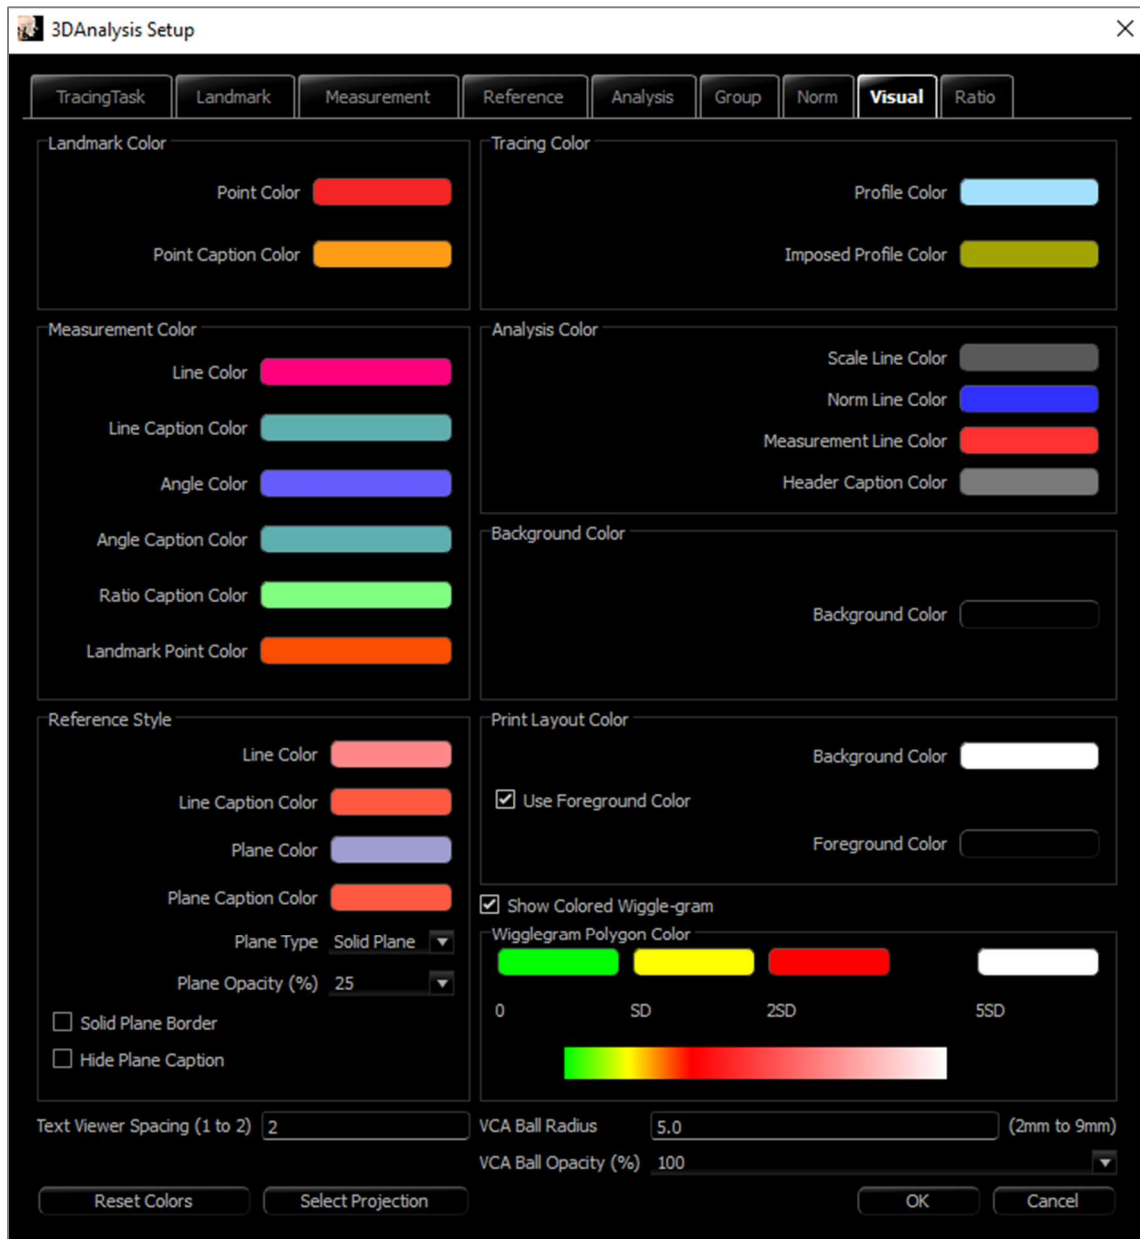 3DAnalysis Setup
TracingTask Landmark Measurement Reference Analysis Group Norm Visual Ratio
Landmark Color
Point Color
Point Caption Color
Tracing Color
Profile Color
Imposed Profile Color
Measurement Color
Line Color
Line Caption Color
Angle Color
Angle Caption Color
Ratio Caption Color
Landmark Point Color
Analysis Color
Scale Line Color
Norm Line Color
Measurement Line Color
Header Caption Color
Background Color
Background Color
Reference Style
Line Color
Line Caption Color
Plane Color
Plane Caption Color
Plane Type Solid Plane
Plane Opacity (%) 25
Solid Plane Border
Hide Plane Caption
Print Layout Color
Background Color
Use Foreground Color
Foreground Color
Show Colored Wiggle-gram
Wigglegram Polygon Color
0 SD 2SD 5SD
Text Viewer Spacing (1 to 2) 2
VCA Ball Radius 5.0 (2mm to 9mm)
VCA Ball Opacity (%) 100
Reset Colors Select Projection OK Cancel